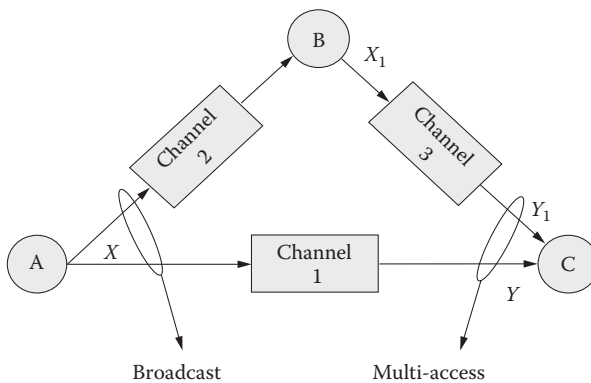 B
X1
Channel
2
Channel
3
Y1
A
X
Channel
1
C
Y
Broadcast
Multi-access